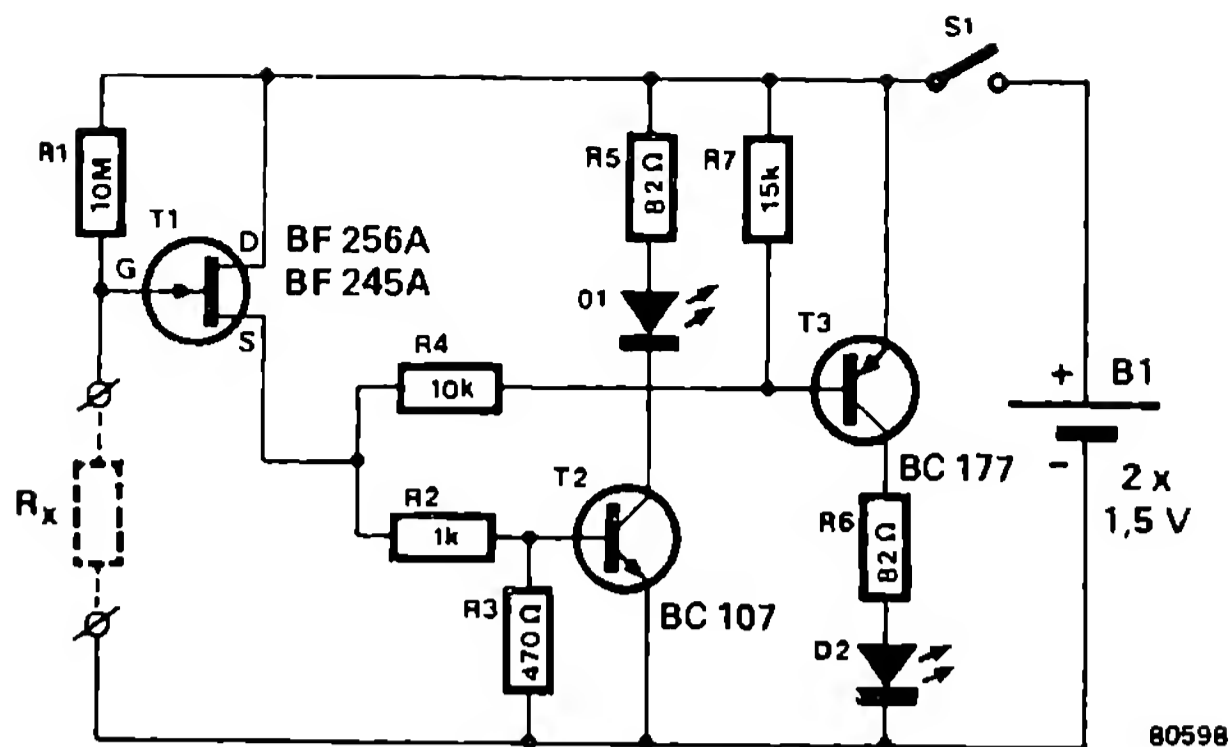 S1
R1
10M
T1
G
D
S
BF 256A
BF 245A
R5
82 Ω
R7
15k
D1
T3
R4
10k
+ B1
-
2 x
1,5 V
BC 177
Rx
R2
1k
T2
R6
82 Ω
R3
470 Ω
BC 107
D2
80598